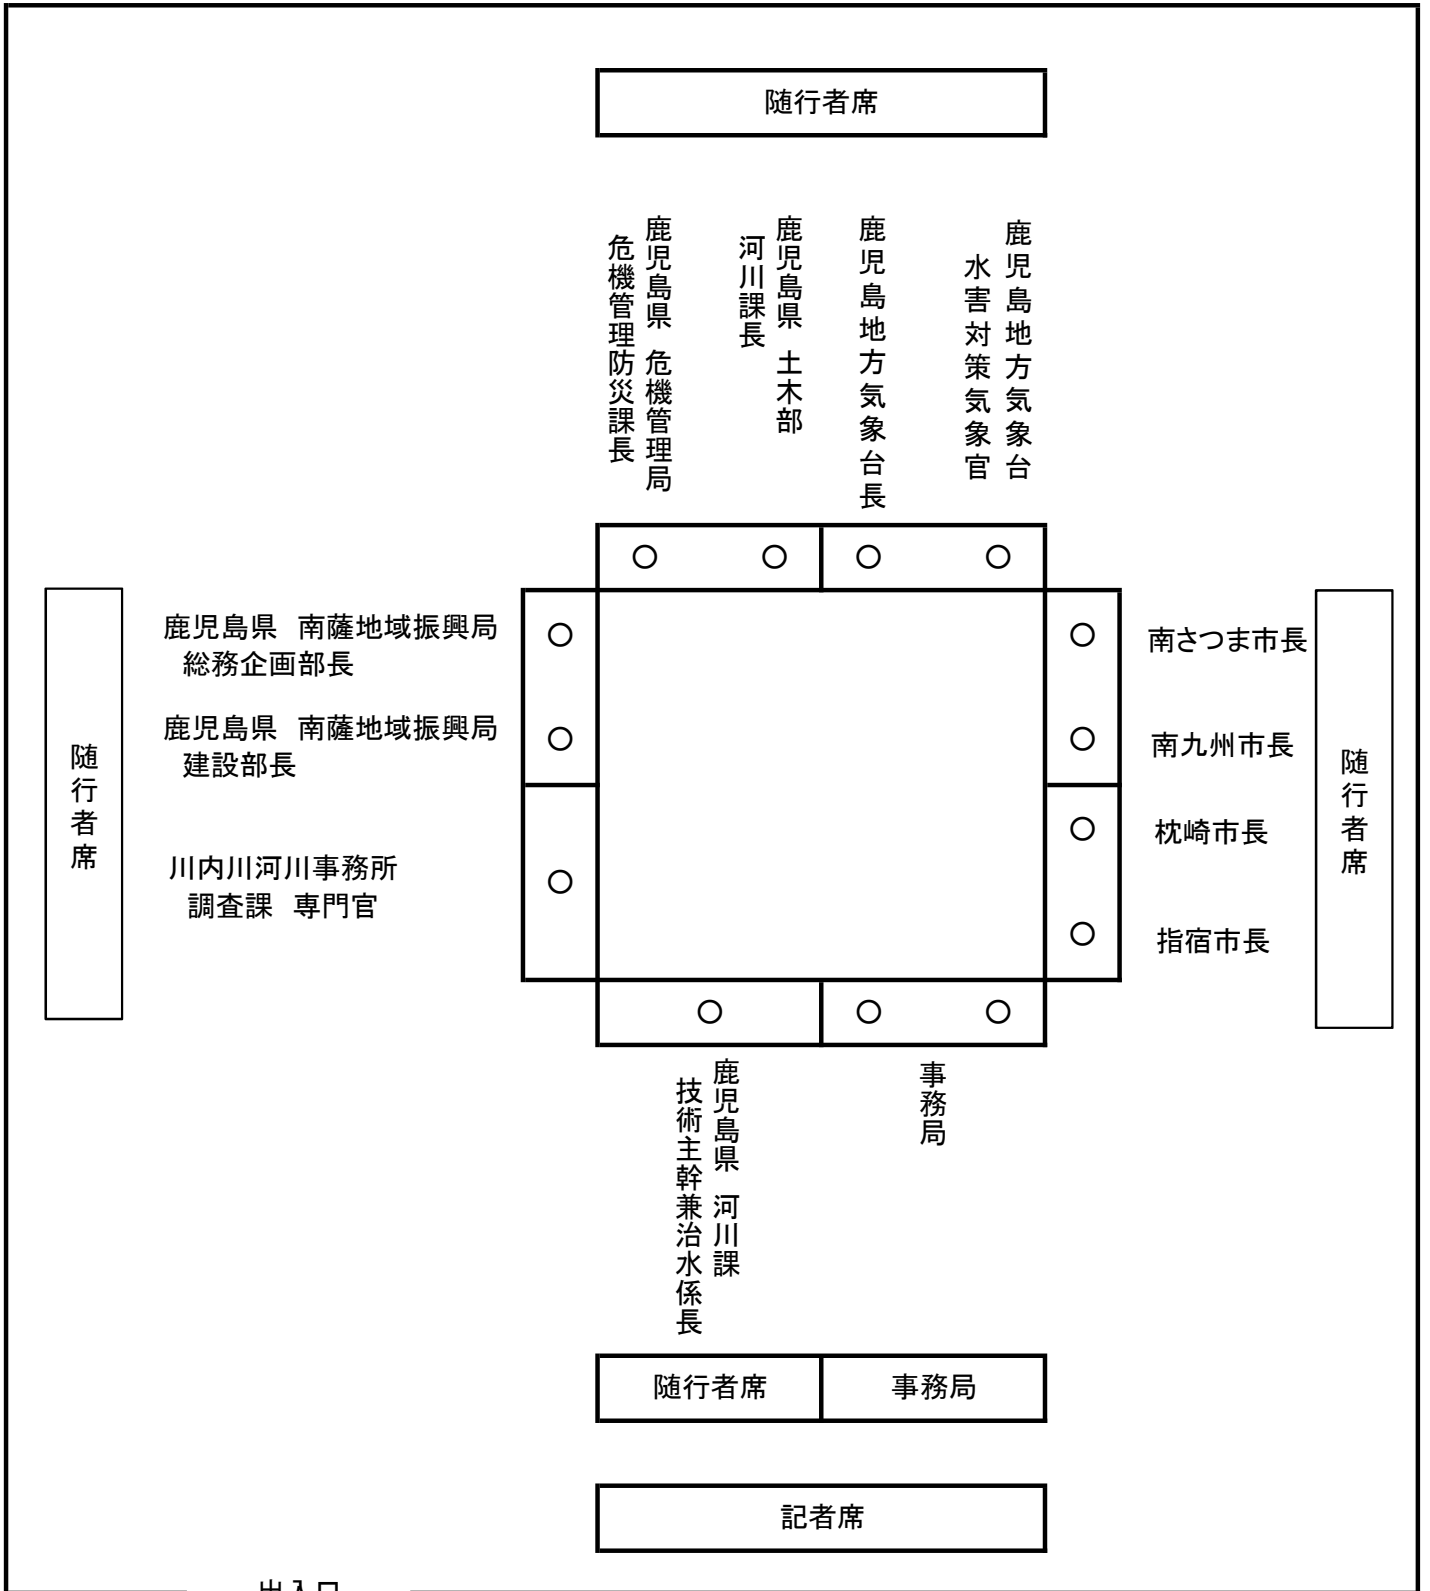 随行者席
鹿児島県 危機管理局
危機管理防災課長
鹿児島県 土木部
河川課長
鹿児島地方気象台長
鹿児島地方気象台
水害対策気象官
随行者席
鹿児島県 南薩地域振興局
総務企画部長
鹿児島県 南薩地域振興局
建設部長
川内川河川事務所
調査課 専門官
南さつま市長
南九州市長
枕崎市長
指宿市長
随行者席
鹿児島県 河川課
技術主幹兼治水係長
事務局
随行者席
事務局
記者席
出入口